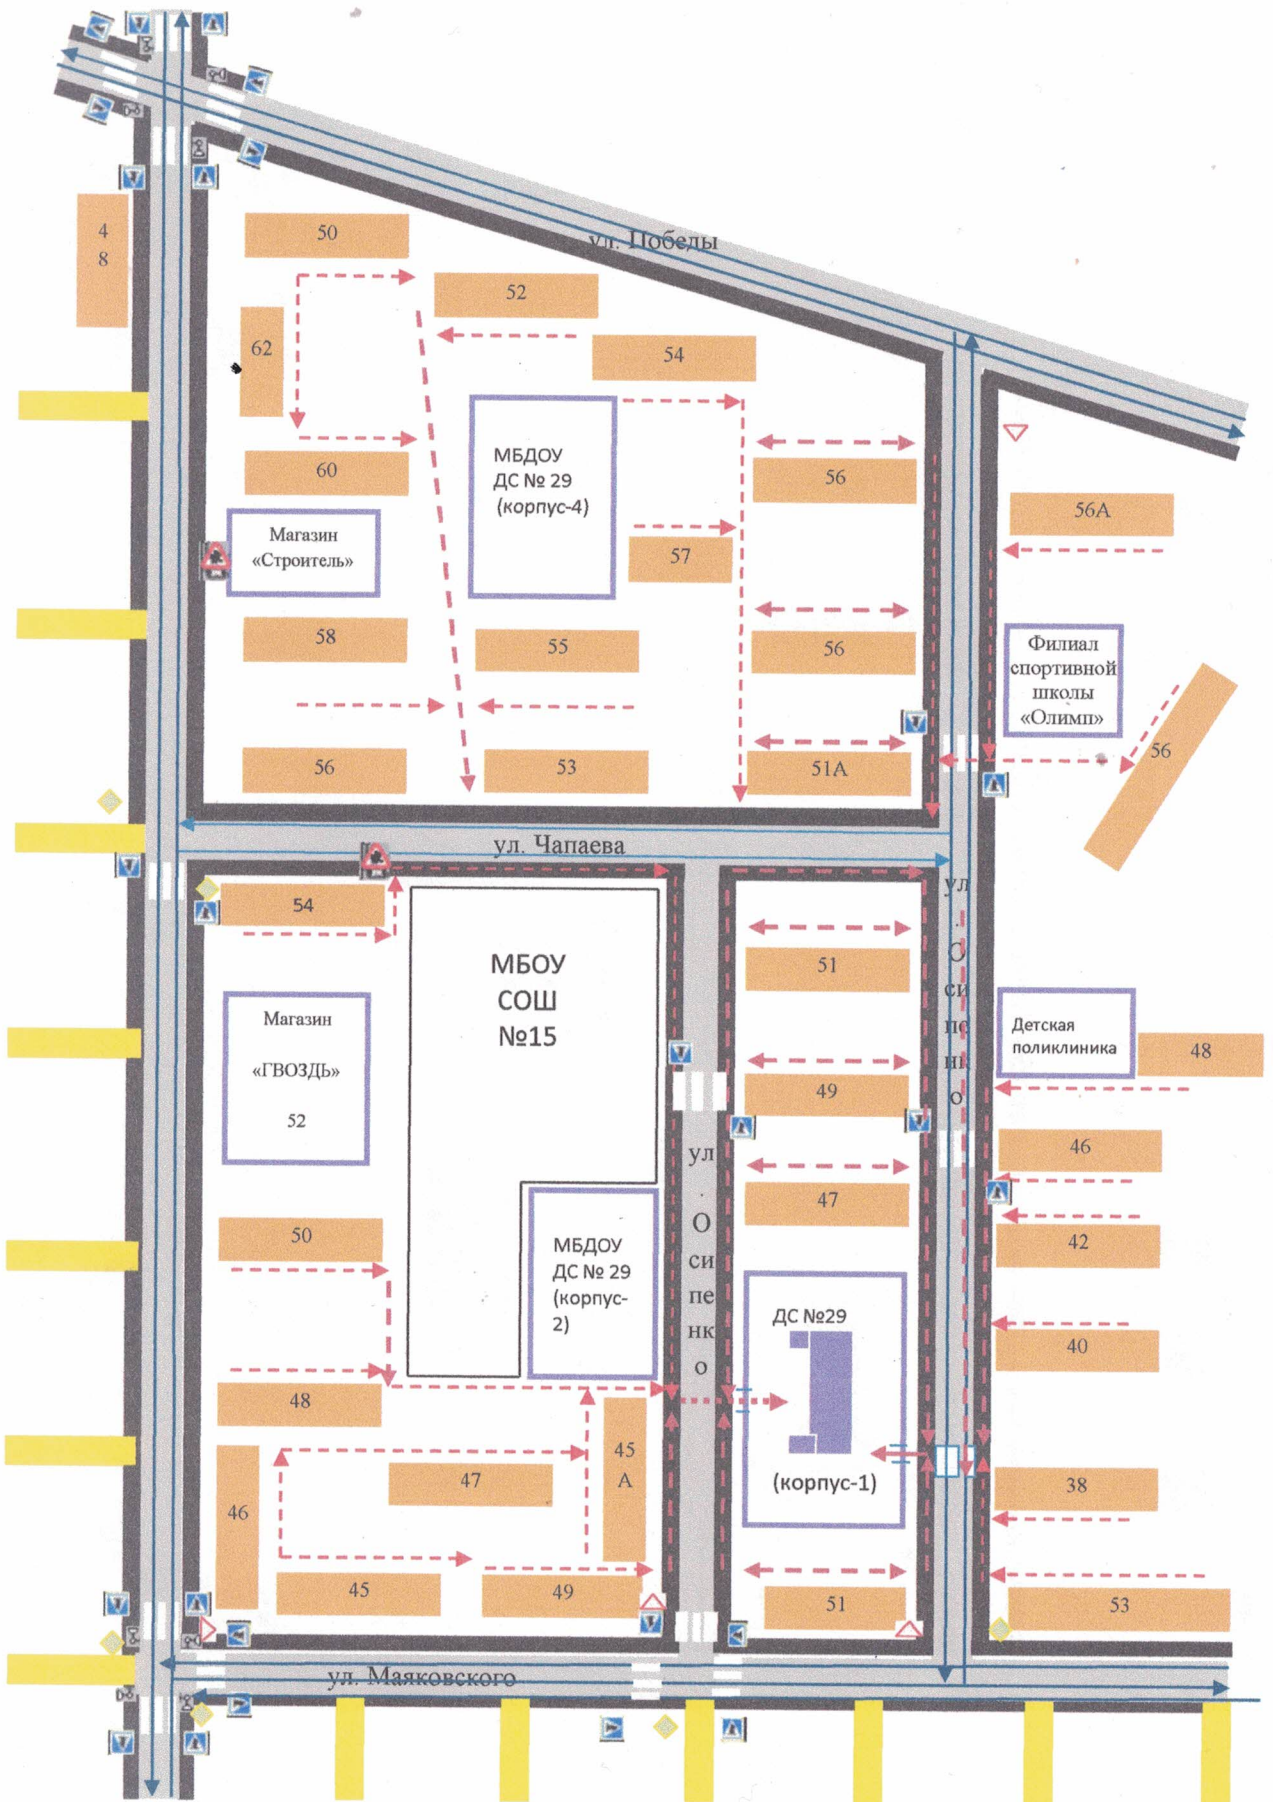 4
8
50
ул. Победы
52
62
54
МБДОУ
ДС № 29
(корпус-4)
60
56
56А
Магазин
«Строитель»
57
58
55
56
Филиал
спортивной
школы
«Олимп»
56
53
51А
56
ул. Чапаева
54
ул
.
О
си
пе
нк
о
МБОУ
СОШ
№15
51
Магазин
«ГВОЗДЬ»
52
Детская
поликлиника
48
49
ул
.
О
си
пе
нк
о
46
47
50
МБДОУ
ДС № 29
(корпус-
2)
42
ДС №29
40
48
45
А
47
(корпус-1)
38
46
45
49
51
53
ул. Маяковского